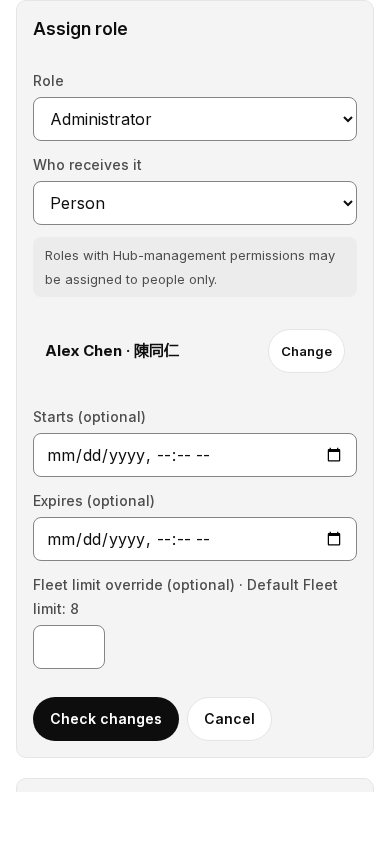 Assign role
Role
Administrator
Who receives it
Person
Roles with Hub-management permissions may
be assigned to people only.
Alex Chen · 陳同仁
Change
Starts (optional)
mm/dd/yyyy, --:-- --
Expires (optional)
mm/dd/yyyy, --:-- --
Fleet limit override (optional) · Default Fleet
limit: 8
Check changes
Cancel